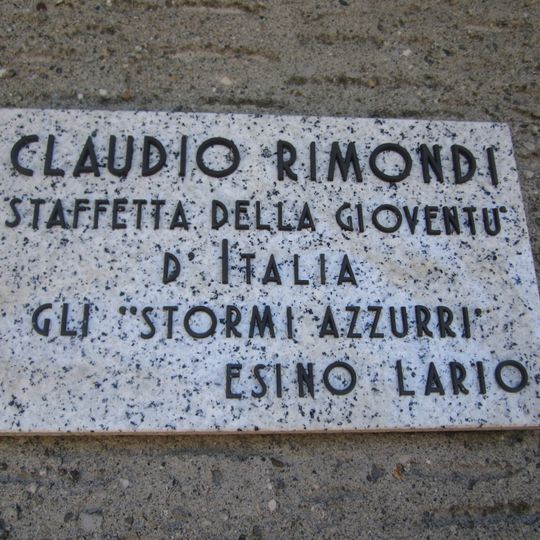 CLAUDIO RIMONDI
STAFFETTA DELLA GIOVENTU'
D' ITALIA
GLI "STORMI AZZURRI"
ESINO LARIO